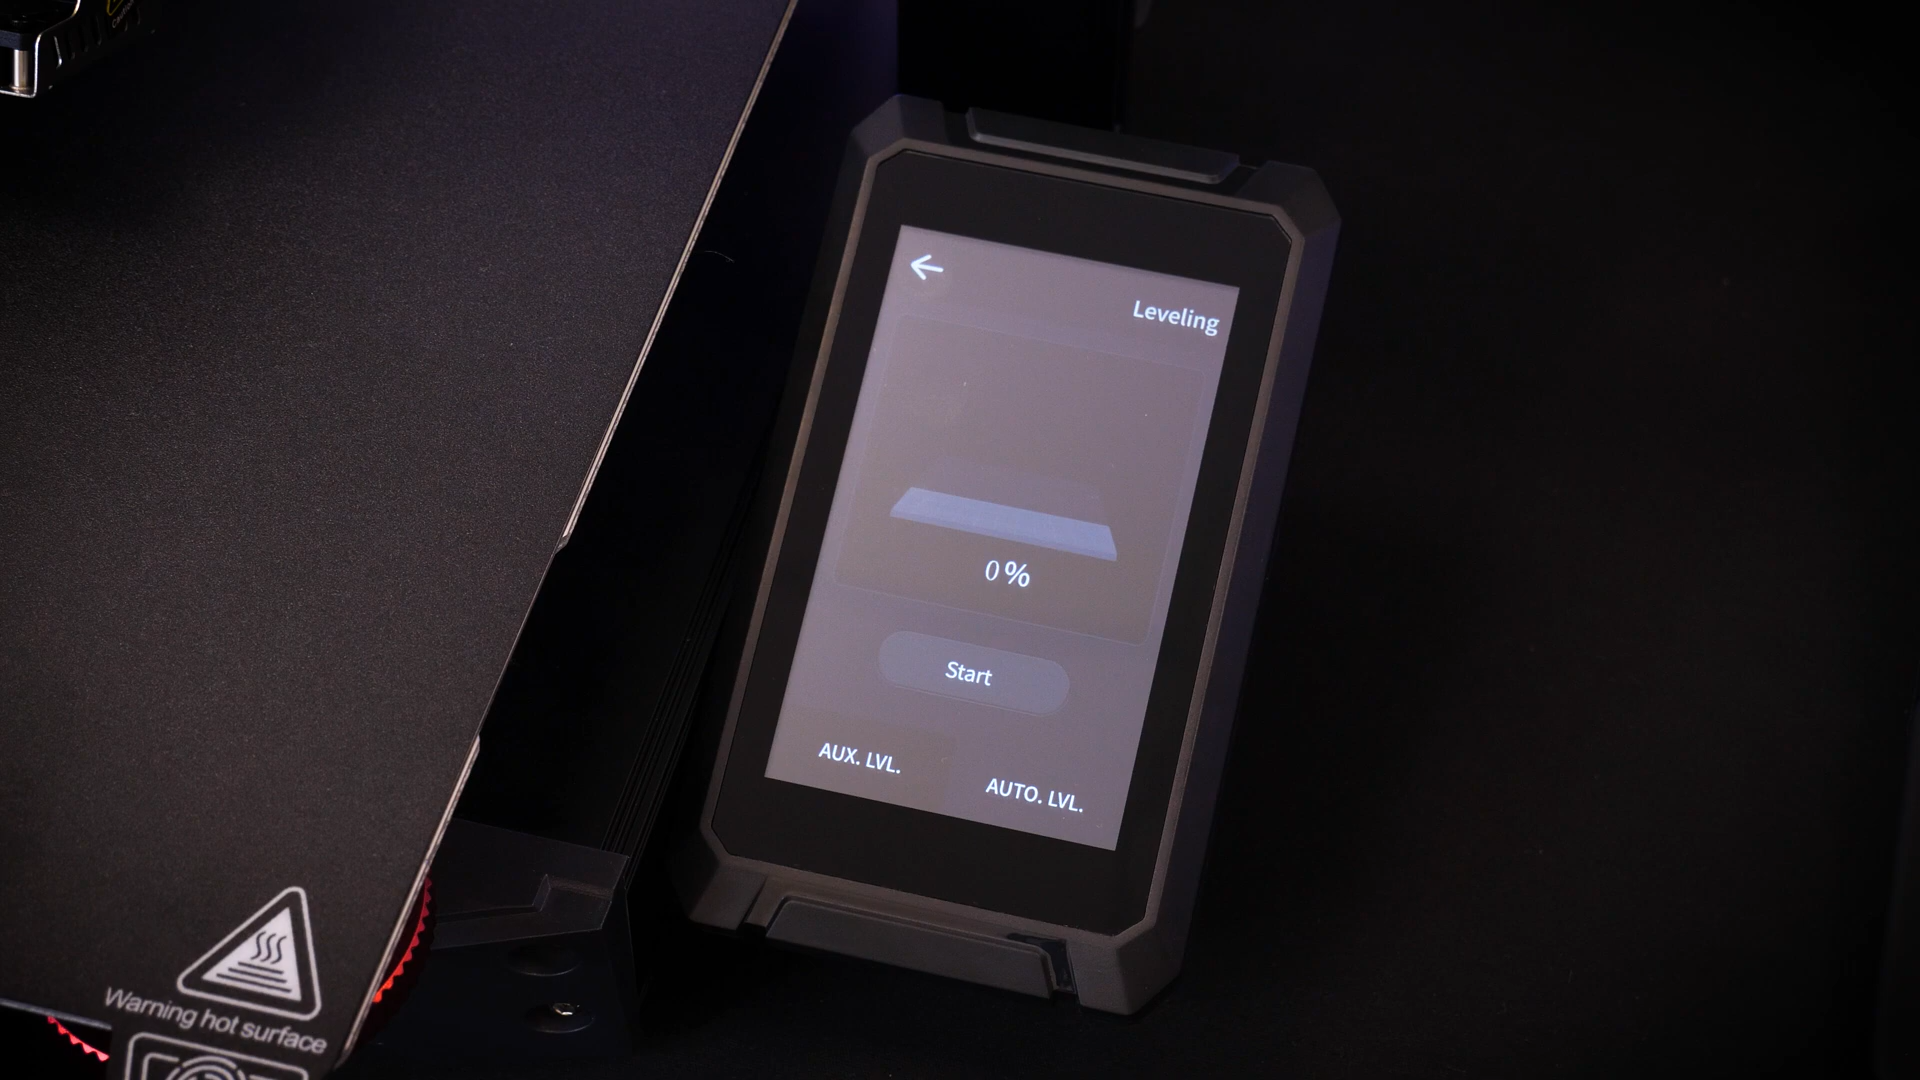 Leveling
0%
Start
AUX. LVL.
AUTO. LVL.
Warning hot surface